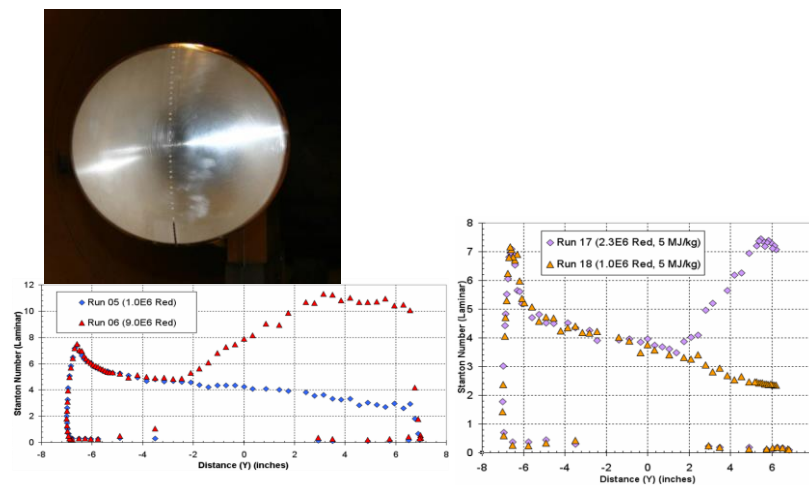 12
10
8
6
4
2
0
Stanton Number (Laminar)
Run 05 (1.0E6 Red)
Run 06 (9.0E6 Red)
-8 -6 -4 -2 0 2 4 6 8
Distance (Y) (inches)
8
7
6
5
4
3
2
1
0
Stanton Number (Laminar)
Run 17 (2.3E6 Red, 5 MJ/kg)
Run 18 (1.0E6 Red, 5 MJ/kg)
-8 -6 -4 -2 0 2 4 6
Distance (Y) (inches)